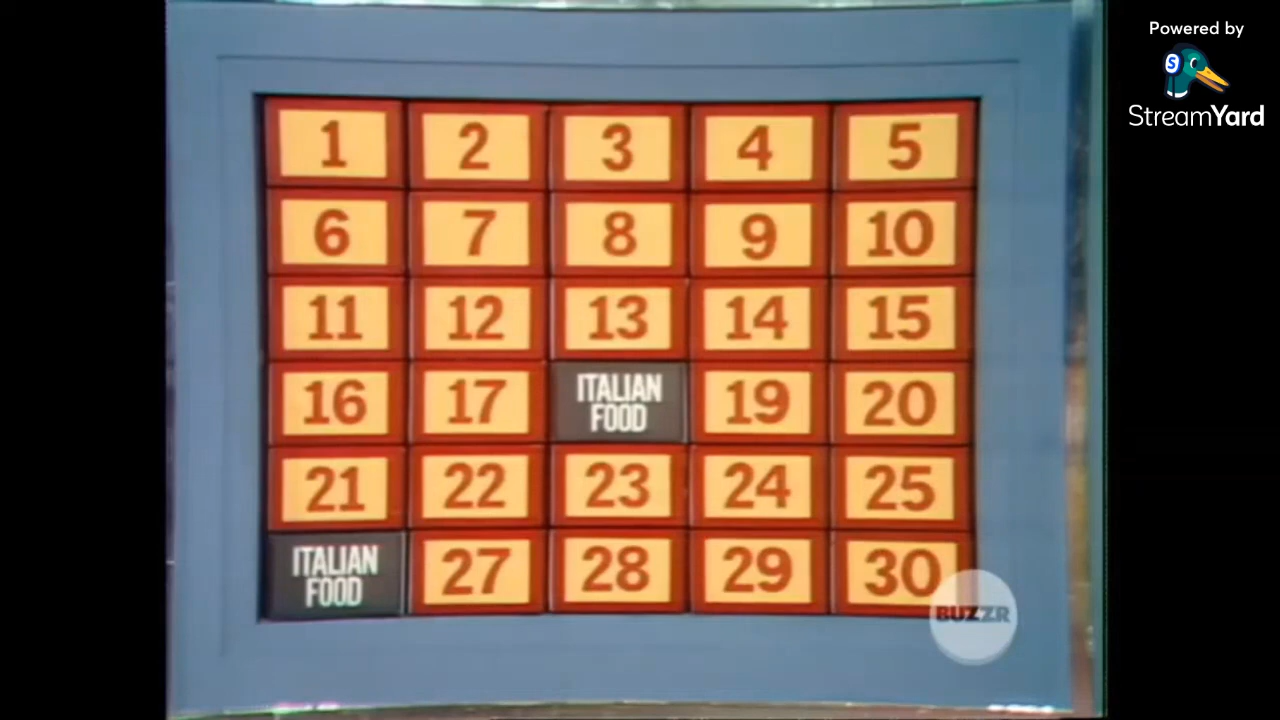 Powered by
StreamYard
1 2 3 4 5
6 7 8 9 10
11 12 13 14 15
16 17 ITALIAN FOOD 19 20
21 22 23 24 25
ITALIAN FOOD 27 28 29 30
BUZZR